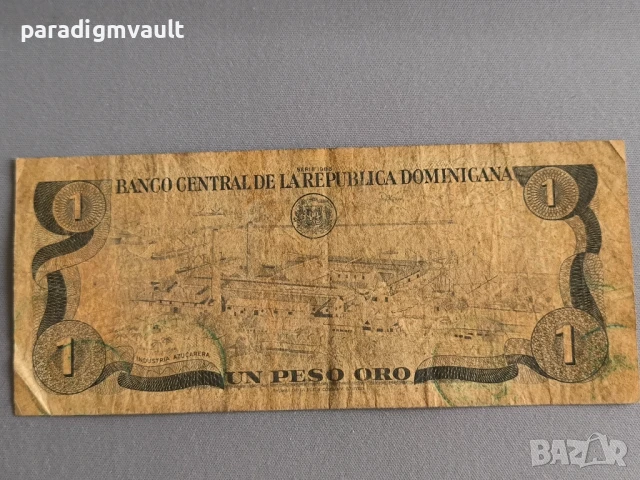 paradigmvault
BANCO CENTRAL DE LA REPUBLICA DOMINICANA
1
1
1
1
INDUSTRIA AZUCARERA
UN PESO ORO
BAZAR